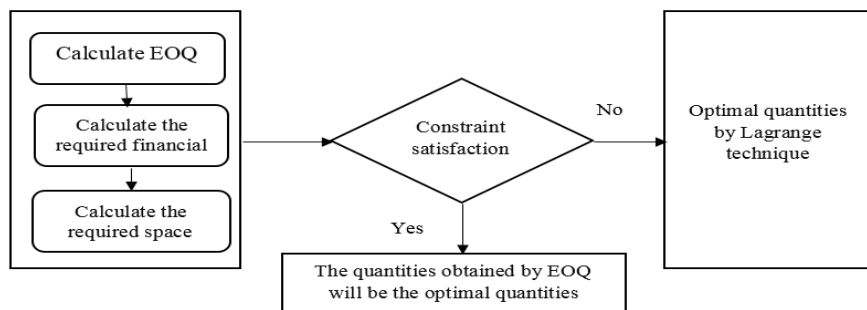 Calculate EOQ
Calculate the
required financial
Calculate the
required space
Constraint
satisfaction
No
Yes
The quantities obtained by EOQ
will be the optimal quantities
Optimal quantities
by Lagrange
technique